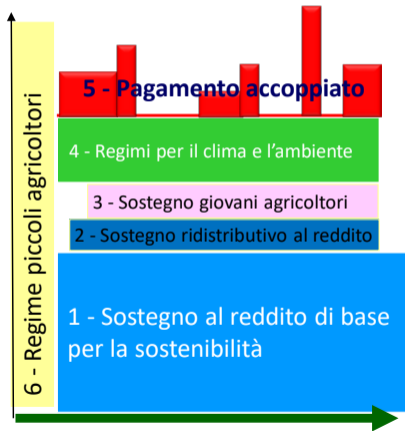 5 - Pagamento accoppiato
4 - Regimi per il clima e l’ambiente
3 - Sostegno giovani agricoltori
2 - Sostegno ridistributivo al reddito
1 - Sostegno al reddito di base
per la sostenibilità
6 - Regime piccoli agricoltori